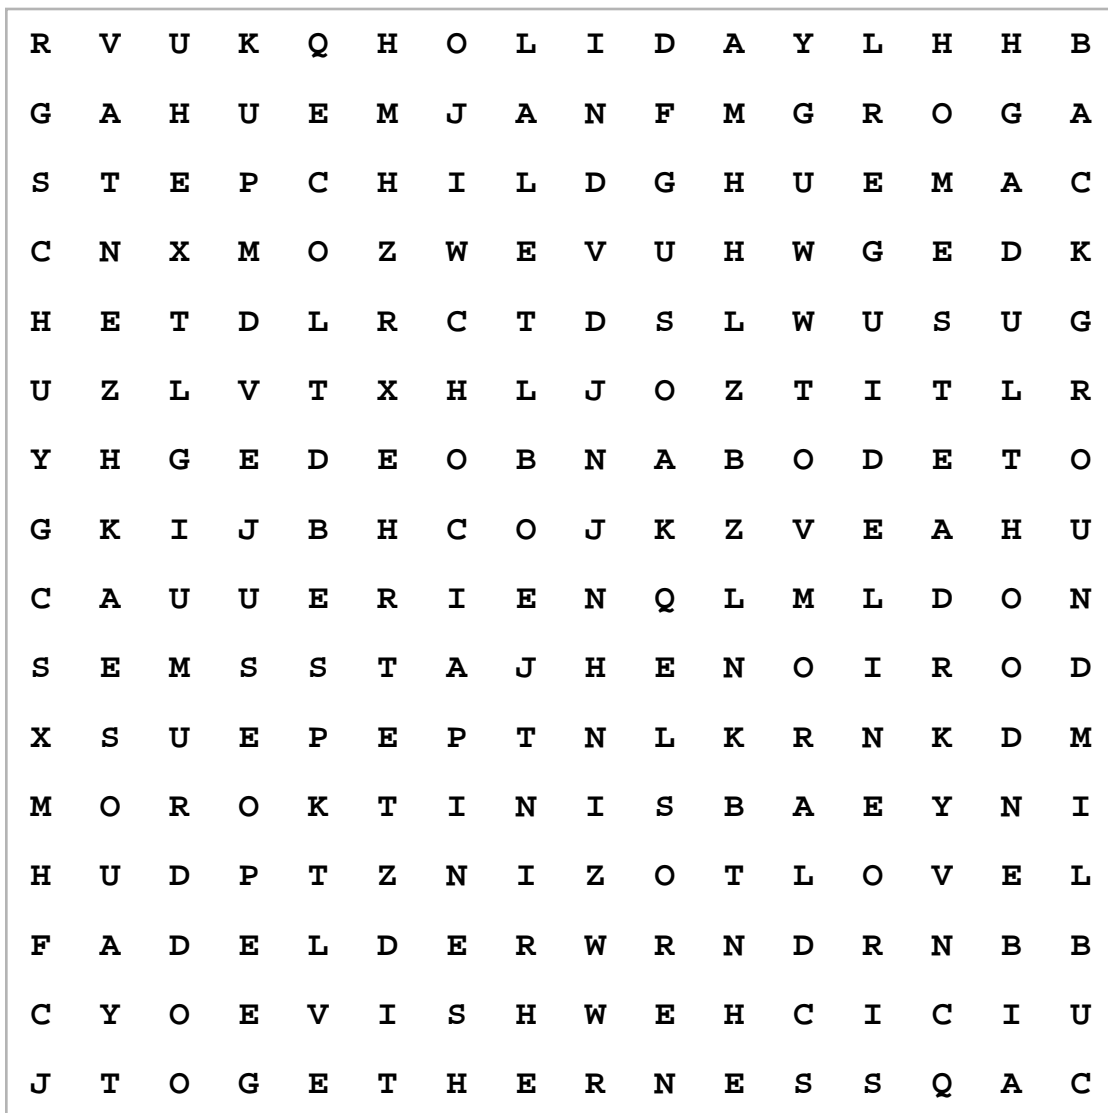 R V U K Q H O L I D A Y L H H B
G A H U E M J A N F M G R O G A
S T E P C H I L D G H U E M A C
C N X M O Z W E V U H W G E D K
H E T D L R C T D S L W U S U G
U Z L V T X H L J O Z T I T L R
Y H G E D E O B N A B O D E T O
G K I J B H C O J K Z V E A H U
C A U U E R I E N Q L M L D O N
S E M S S T A J H E N O I R O D
X S U E P E P T N L K R N K D M
M O R O K T I N I S B A E Y N I
H U D P T Z N I Z O T L O V E L
F A D E L D E R W R N D R N B B
C Y O E V I S H W E H C I C I U
J T O G E T H E R N E S S Q A C